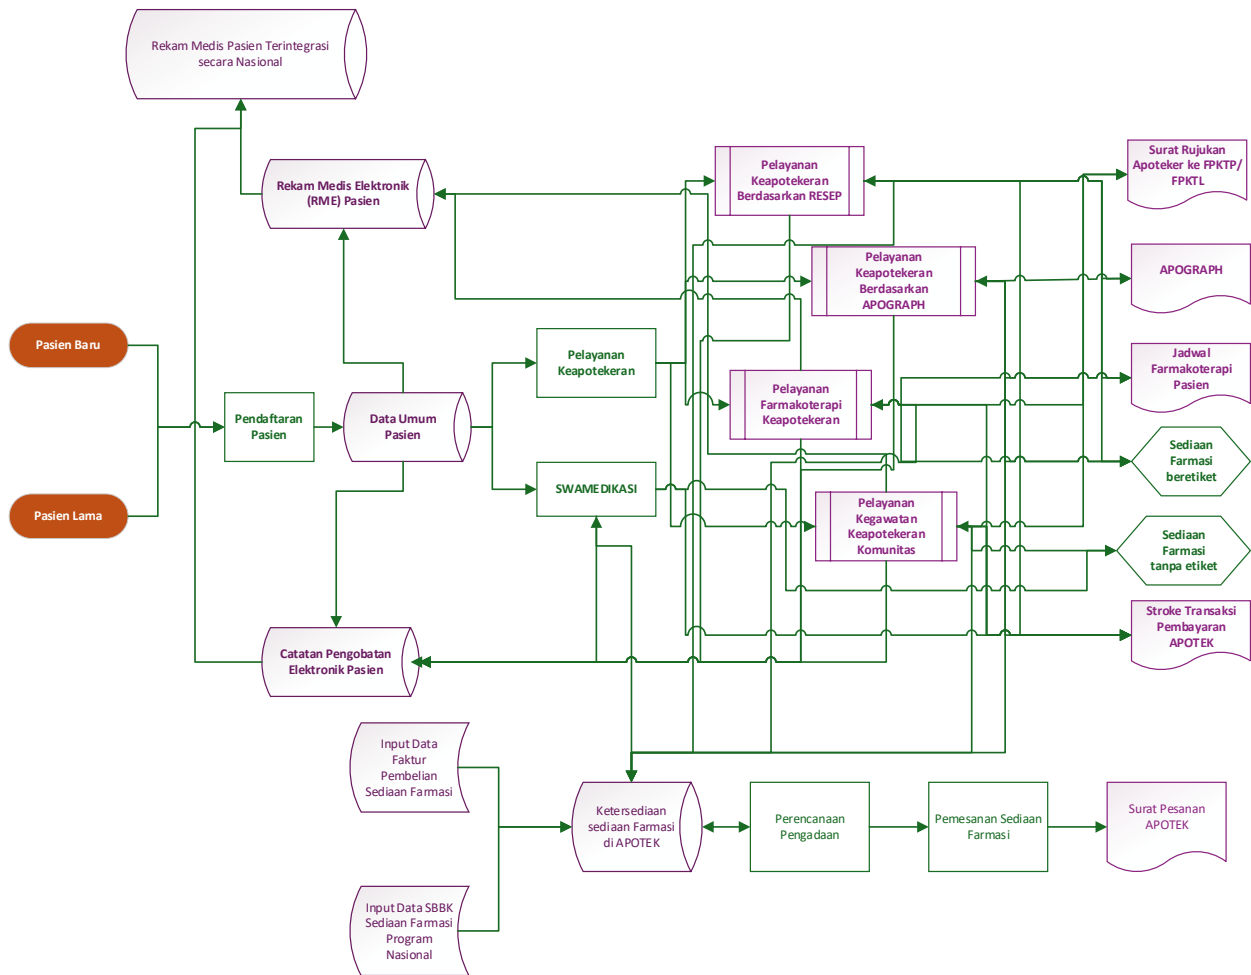 Rekam Medis Pasien Terintegrasi
secara Nasional
Rekam Medis Elektronik
(RME) Pasien
Pelayanan
Keapotekeran
Berdasarkan RESEP
Surat Rujukan
Apoteker ke FPKTP/
FPKTL
Pelayanan
Keapotekeran
Berdasarkan
APOGRAPH
APOGRAPH
Pasien Baru
Pelayanan
Keapotekeran
Jadwal
Farmakoterapi
Pasien
Pendaftaran
Pasien
Data Umum
Pasien
Pelayanan
Farmakoterapi
Keapotekeran
Sediaan
Farmasi
beretiket
Pasien Lama
SWAMEDIKASI
Pelayanan
Kegawatan
Keapotekeran
Komunitas
Sediaan
Farmasi
tanpa etiket
Catatan Pengobatan
Elektronik Pasien
Stroke Transaksi
Pembayaran
APOTEK
Input Data
Faktur
Pembelian
Sediaan Farmasi
Ketersediaan
sediaan Farmasi
di APOTEK
Perencanaan
Pengadaan
Pemesanan Sediaan
Farmasi
Surat Pesanan
APOTEK
Input Data SBBK
Sediaan Farmasi
Program
Nasional